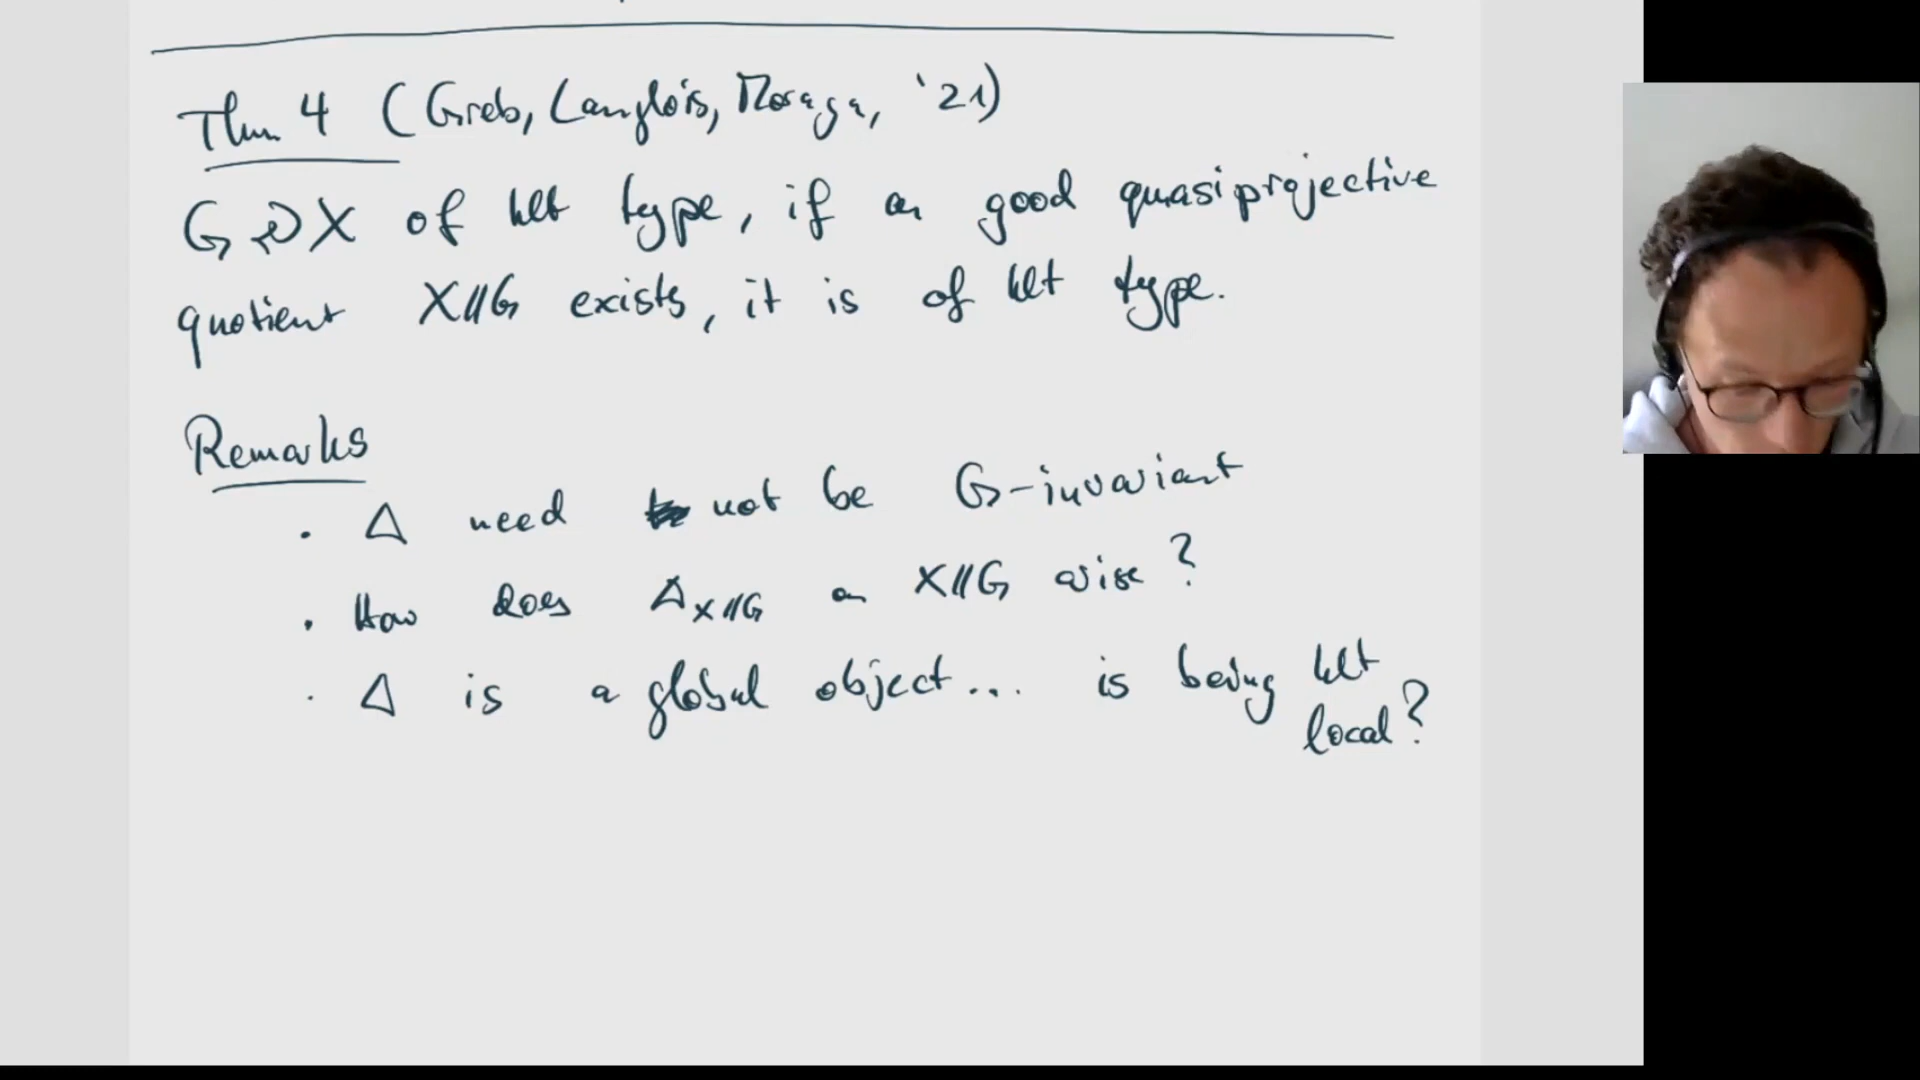 Thm 4 (Greb, Langlois, Moraga, '21)
G ↻ X of klt type, if a good quasiprojective
quotient X//G exists, it is of klt type.
Remarks
· Δ need not be G-invariant
· How does Δ_X//G on X//G arise?
· Δ is a global object... is being klt
local?